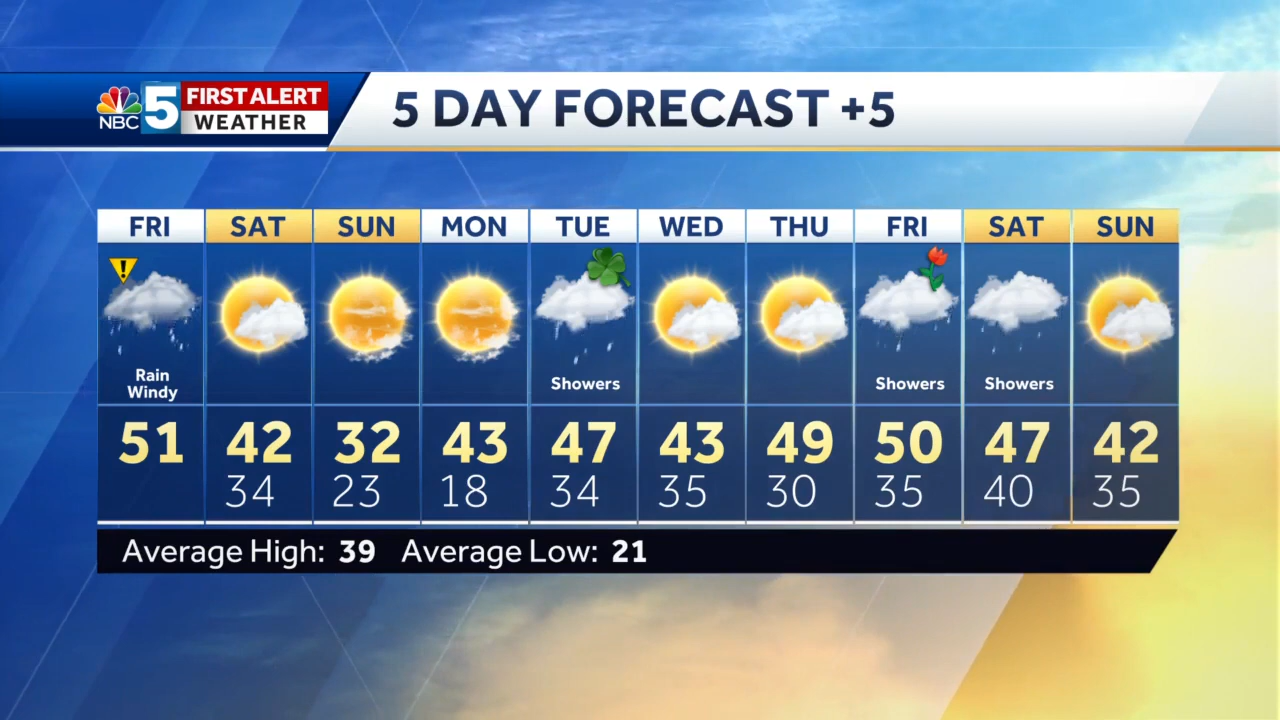 NBC 5 FIRST ALERT WEATHER
5 DAY FORECAST +5
FRI SAT SUN MON TUE WED THU FRI SAT SUN
!
Rain
Windy
Showers
Showers
Showers
51 42 32 43 47 43 49 50 47 42
34 23 18 34 35 30 35 40 35
Average High: 39 Average Low: 21